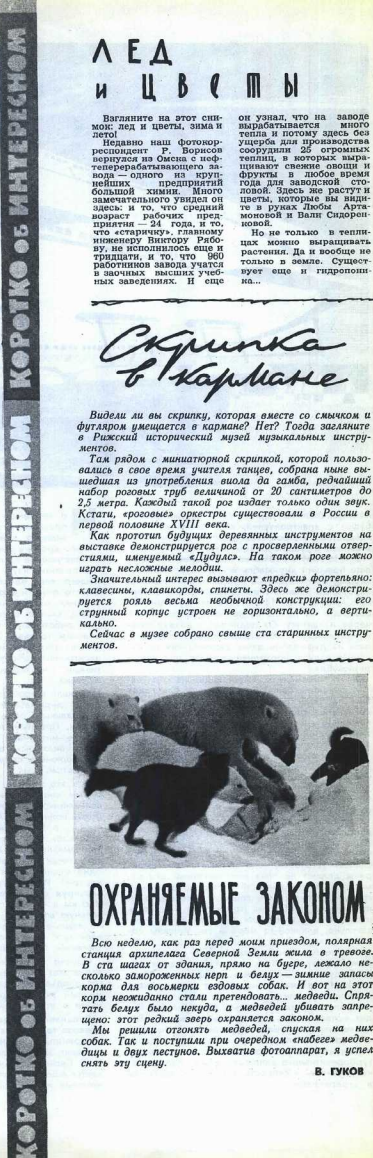 КОРОТКО ОБ ИНТЕРЕСНОМ
КОРОТКО ОБ ИНТЕРЕСНОМ
КОРОТКО ОБ ИНТЕРЕСНОМ
ЛЕД
и ЦВЕТЫ
Взгляните на этот сни-
мок: лед и цветы, зима и
лето!
Недавно наш фотокор-
респондент Р. Борисов
вернулся из Омска с неф-
теперерабатывающего за-
вода — одного из круп-
нейших предприятий
большой химии. Много
замечательного увидел он
здесь: и то, что средний
возраст рабочих пред-
приятия — 24 года, и то,
что «старичку», главному
инженеру Виктору Рябо-
ву, не исполнилось еще и
тридцати, и то, что 960
работников завода учатся
в заочных высших учеб-
ных заведениях. И еще
он узнал, что на заводе
вырабатывается много
тепла и потому здесь без
ущерба для производства
соорудили 25 огромных
теплиц, в которых выра-
щивают свежие овощи и
фрукты в любое время
года для заводской сто-
ловой. Здесь же растут и
цветы, которые вы види-
те в руках Любы Арта-
моновой и Вали Сидорен-
ковой.
Но не только в тепли-
цах можно выращивать
растения. Да и вообще не
только в земле. Сущест-
вует еще и гидропони-
ка...
Скрипка
в кармане
Видели ли вы скрипку, которая вместе со смычком и
футляром умещается в кармане? Нет? Тогда загляните
в Рижский исторический музей музыкальных инстру-
ментов.
Там рядом с миниатюрной скрипкой, которой пользо-
вались в свое время учителя танцев, собрана ныне вы-
шедшая из употребления виола да гамба, редчайший
набор роговых труб величиной от 20 сантиметров до
2,5 метра. Каждый такой рог издает только один звук.
Кстати, «роговые» оркестры существовали в России в
первой половине XVIII века.
Как прототип будущих деревянных инструментов на
выставке демонстрируется рог с просверленными отвер-
стиями, именуемый «Дудулс». На таком роге можно
играть несложные мелодии.
Значительный интерес вызывают «предки» фортепьяно:
клавесины, клавикорды, спинеты. Здесь же демонстри-
руется рояль весьма необычной конструкции: его
струнный корпус устроен не горизонтально, а верти-
кально.
Сейчас в музее собрано свыше ста старинных инстру-
ментов.
ОХРАНЯЕМЫЕ ЗАКОНОМ
Всю неделю, как раз перед моим приездом, полярная
станция архипелага Северной Земли жила в тревоге.
В ста шагах от здания, прямо на бугре, лежало не-
сколько замороженных нерп и белух — зимние запасы
корма для восьмерки ездовых собак. И вот на этот
корм неожиданно стали претендовать... медведи. Спря-
тать белух было некуда, а медведей убивать запре-
щено: этот редкий зверь охраняется законом.
Мы решили отгонять медведей, спуская на них
собак. Так и поступили при очередном «набеге» медве-
дицы и двух пестунов. Выхватив фотоаппарат, я успел
снять эту сцену.
В. ГУКОВ